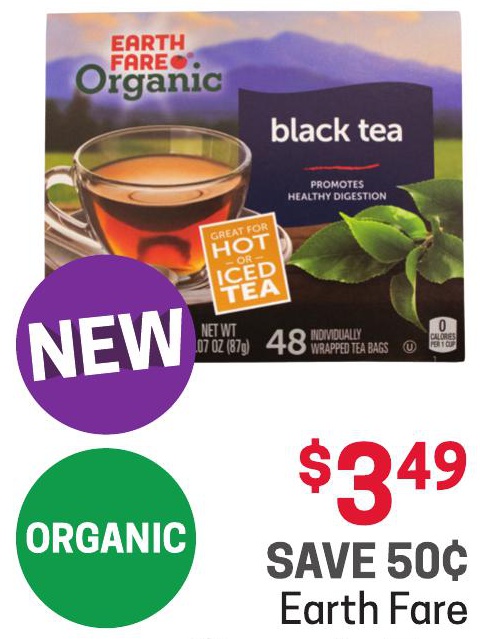 EARTH
FARE
Organic
black tea
PROMOTES
HEALTHY DIGESTION
GREAT FOR
HOT
OR
ICED
TEA
NEW
NET WT
.07 OZ (87g)
48 INDIVIDUALLY
WRAPPED TEA BAGS
U
0
CALORIES
PER 1 CUP
ORGANIC
$3 49
SAVE 50¢
Earth Fare